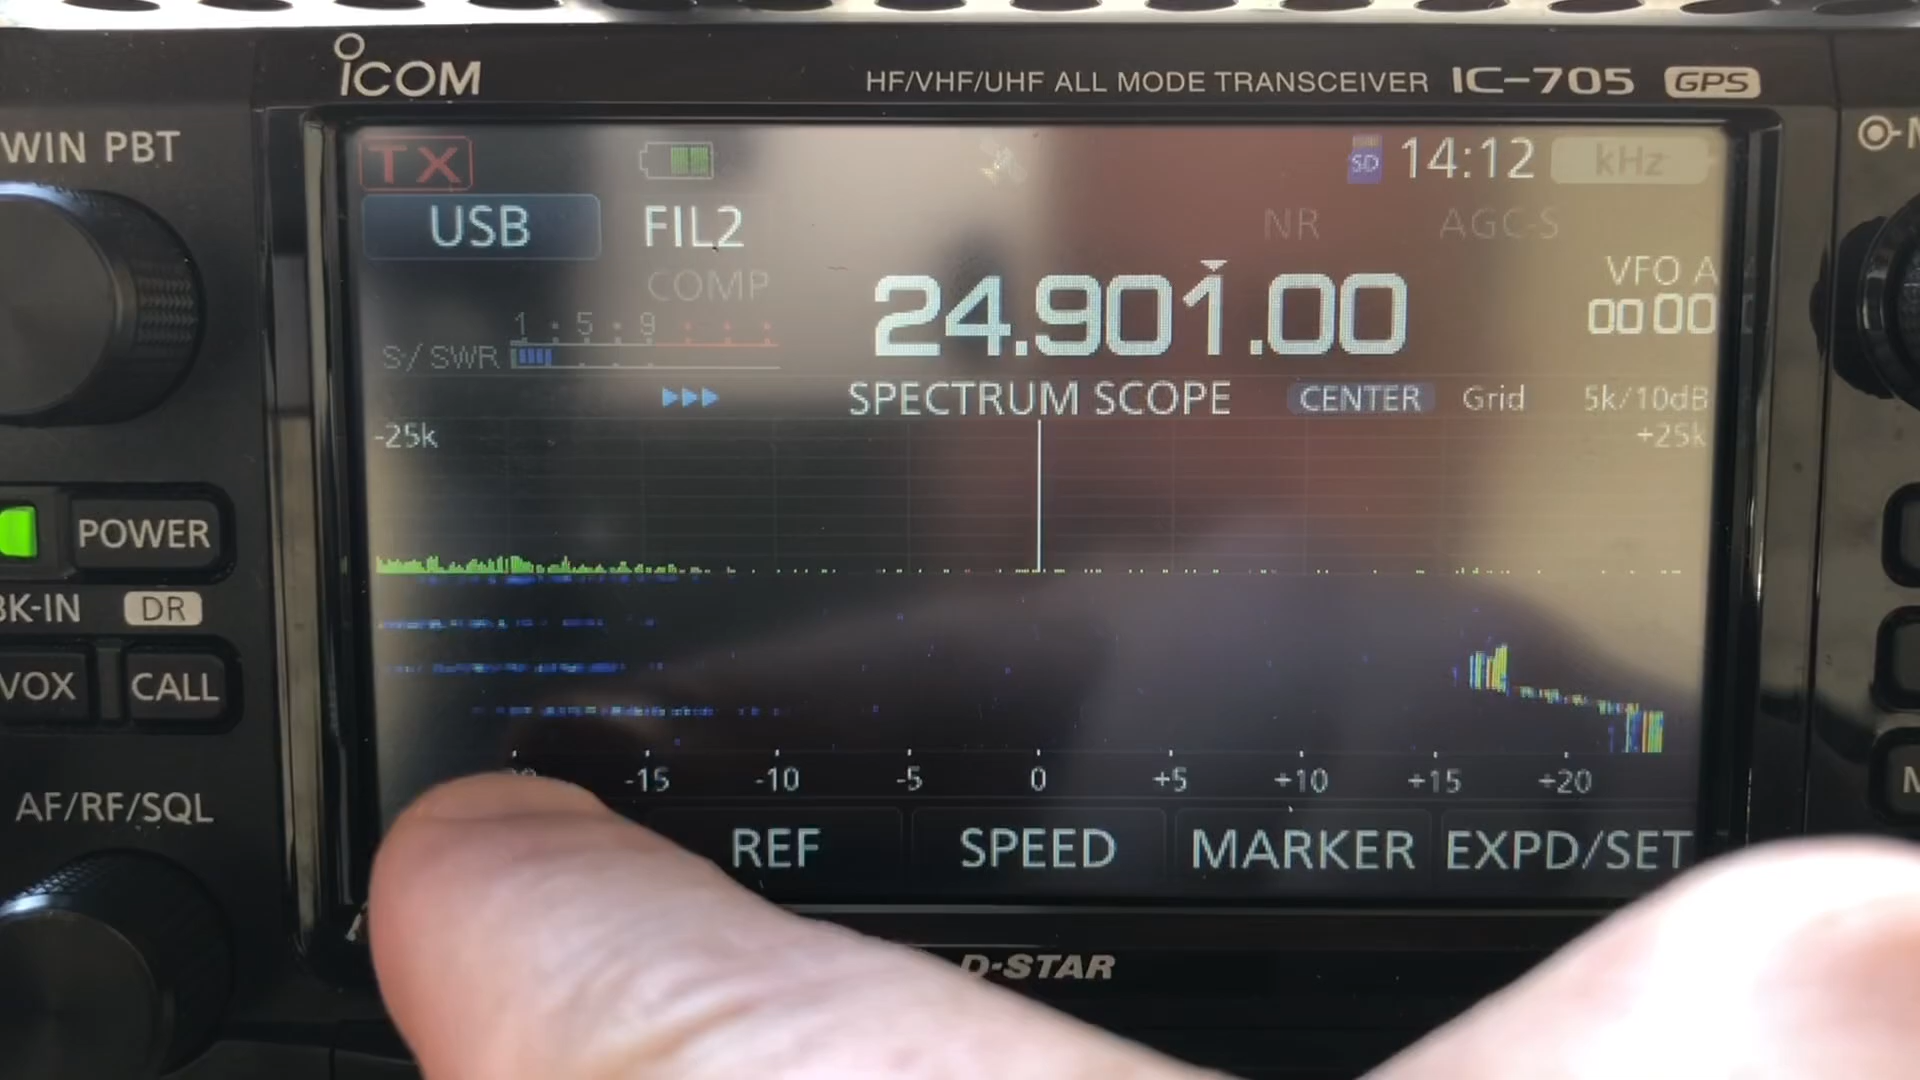 ICOM
HF/VHF/UHF ALL MODE TRANSCEIVER IC-705 GPS
WIN PBT
TX
SD 14:12 kHz
USB FIL2
NR AGC-S
COMP
24.901.00
VFO A
00 00
1 · 5 · 9
S/SWR
SPECTRUM SCOPE CENTER Grid 5k/10dB
-25k +25k
POWER
BK-IN DR
VOX CALL
-15 -10 -5 0 +5 +10 +15 +20
AF/RF/SQL
REF SPEED MARKER EXPD/SET
D-STAR